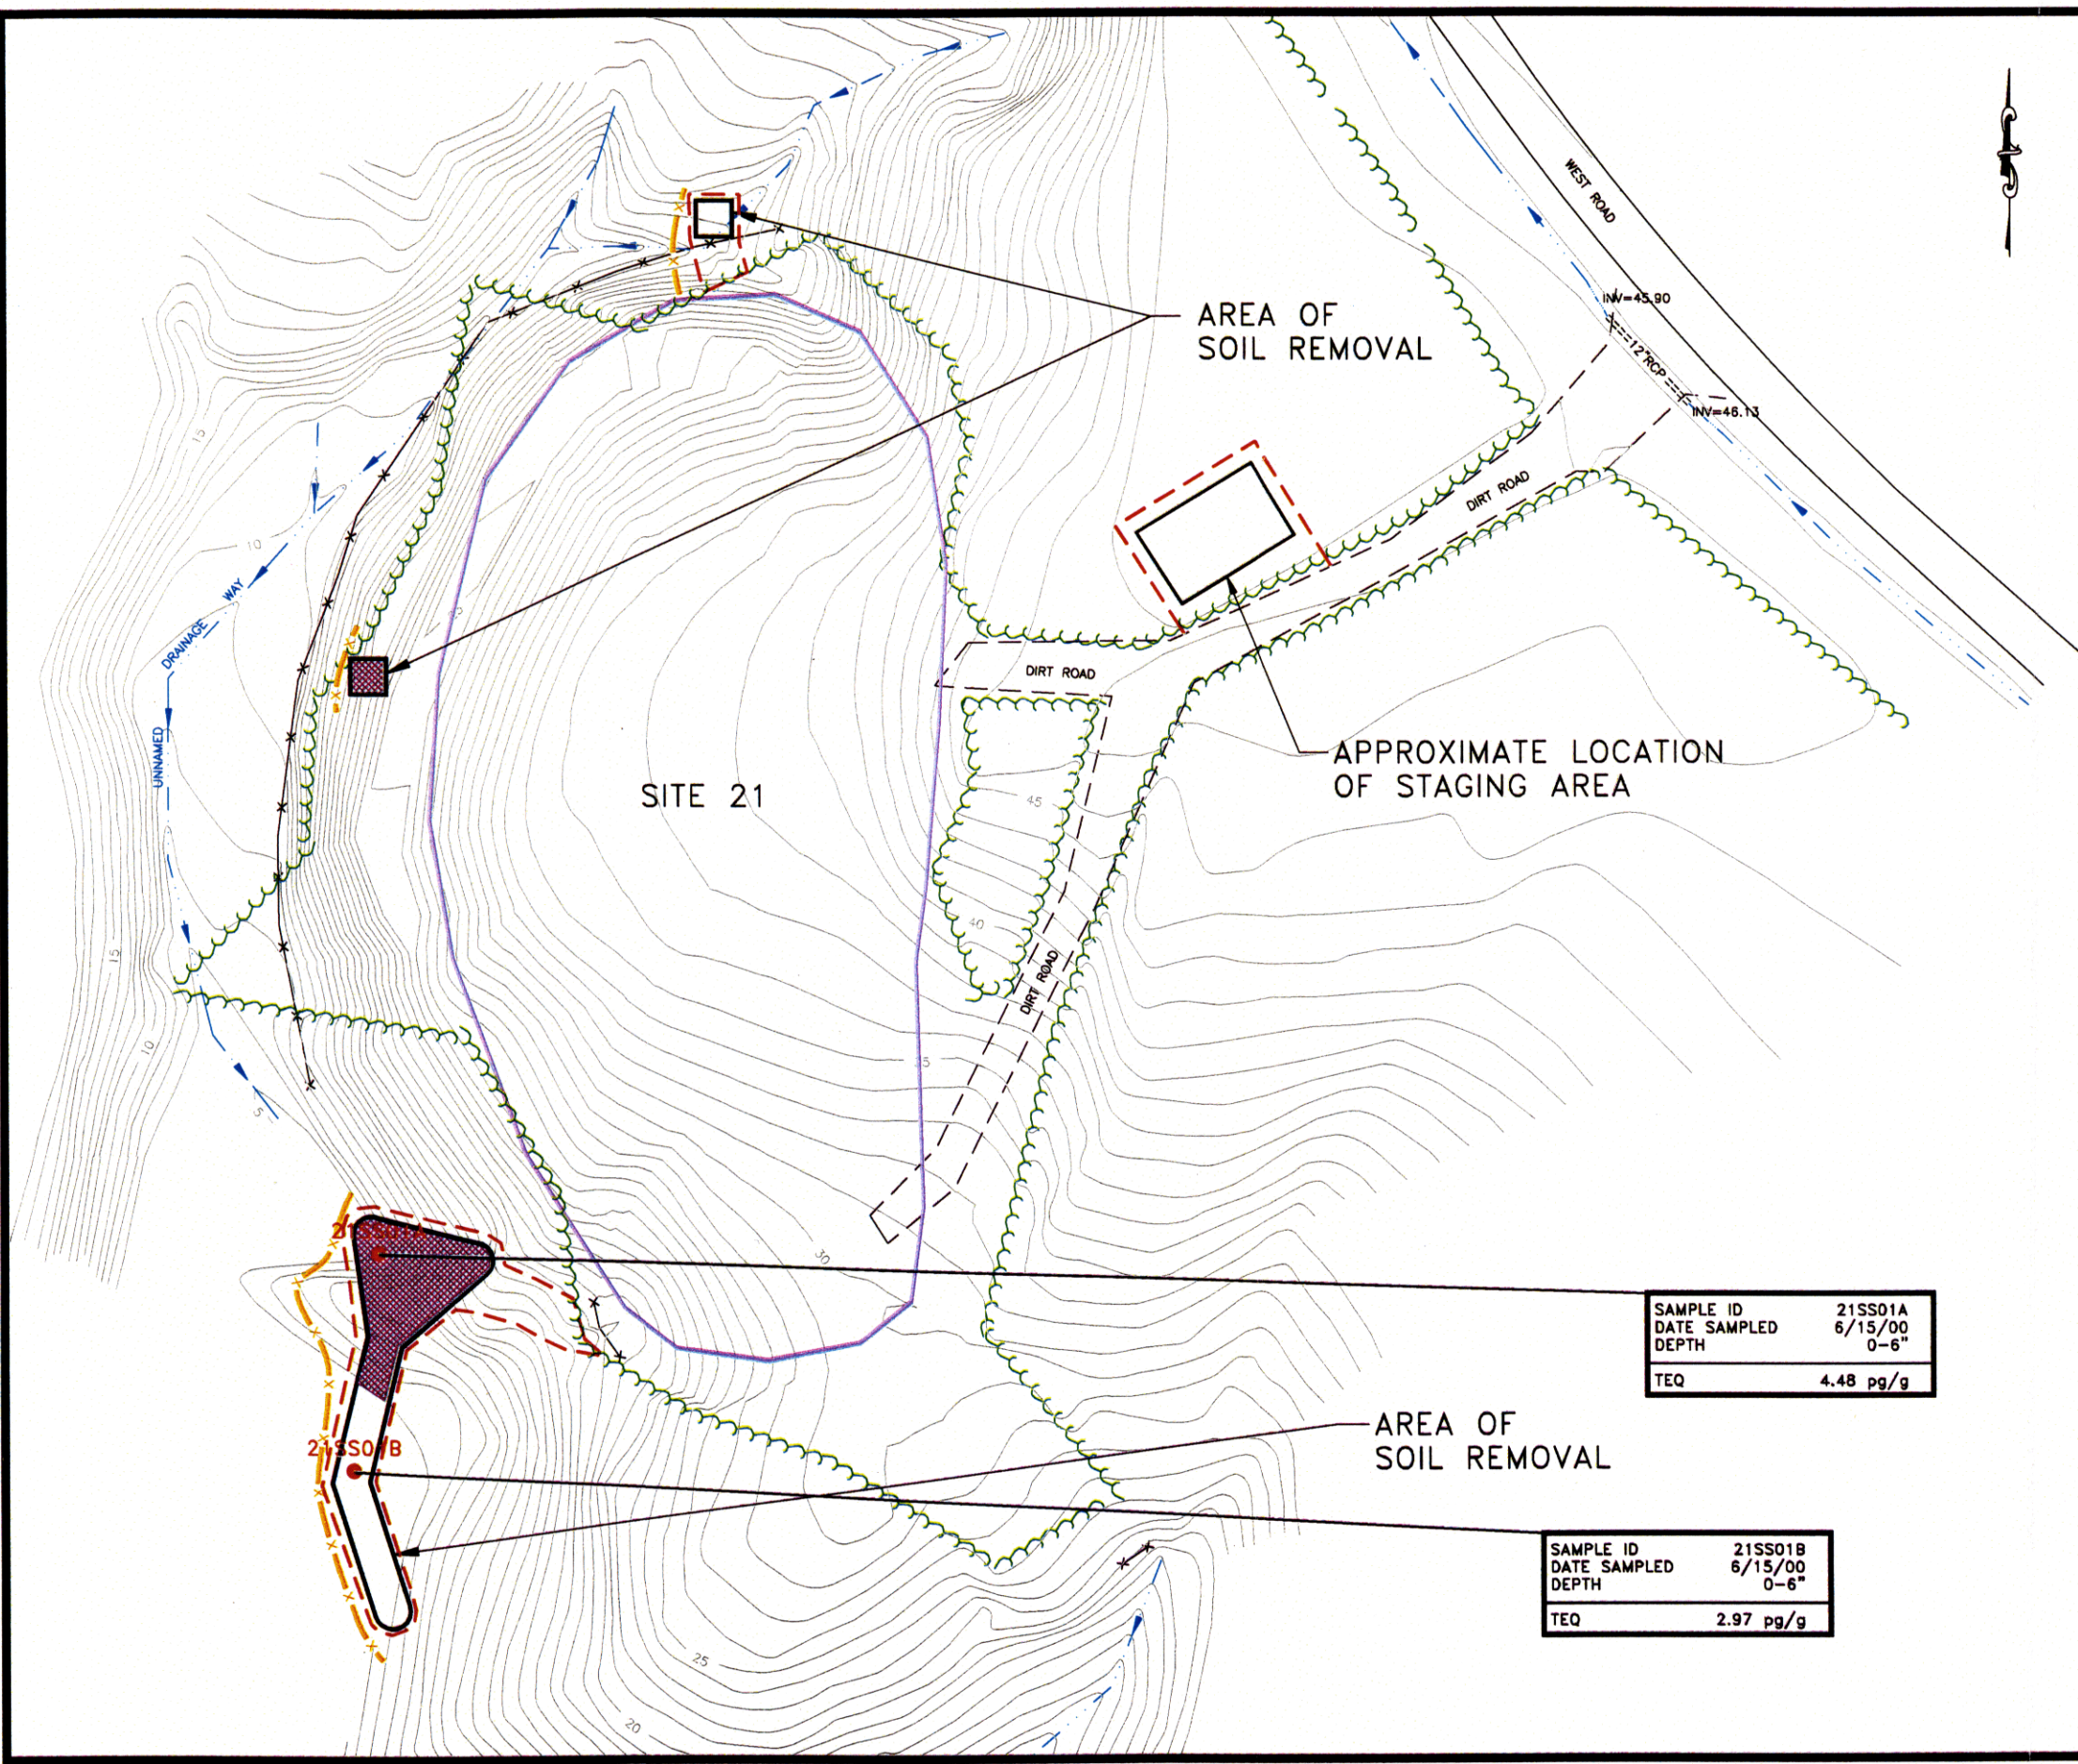 WEST ROAD
INV=45.90
12"RCP
INV=46.13
AREA OF
SOIL REMOVAL
DIRT ROAD
15
10
DRAINAGE WAY
UNNAMED
DIRT ROAD
APPROXIMATE LOCATION
OF STAGING AREA
SITE 21
45
40
DIRT ROAD
15
10
5
30
21SS01A
SAMPLE ID 21SS01A
DATE SAMPLED 6/15/00
DEPTH 0-6"
TEQ 4.48 pg/g
AREA OF
SOIL REMOVAL
21SS01B
SAMPLE ID 21SS01B
DATE SAMPLED 6/15/00
DEPTH 0-6"
TEQ 2.97 pg/g
25
20